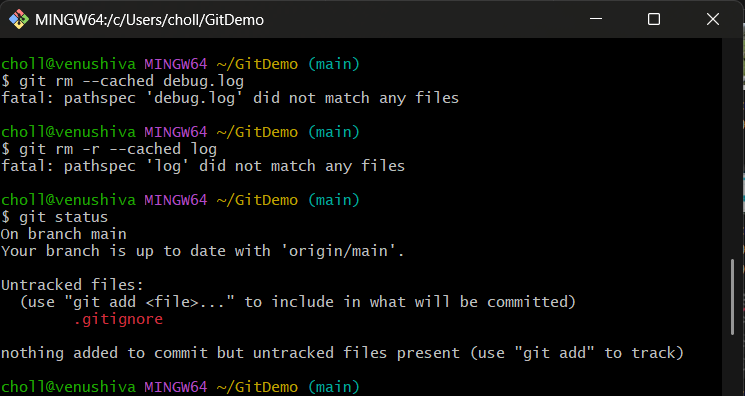 MINGW64:/c/Users/choll/GitDemo
choll@venushiva MINGW64 ~/GitDemo (main)
$ git rm --cached debug.log
fatal: pathspec 'debug.log' did not match any files
choll@venushiva MINGW64 ~/GitDemo (main)
$ git rm -r --cached log
fatal: pathspec 'log' did not match any files
choll@venushiva MINGW64 ~/GitDemo (main)
$ git status
On branch main
Your branch is up to date with 'origin/main'.
Untracked files:
  (use "git add <file>..." to include in what will be committed)
        .gitignore
nothing added to commit but untracked files present (use "git add" to track)
choll@venushiva MINGW64 ~/GitDemo (main)